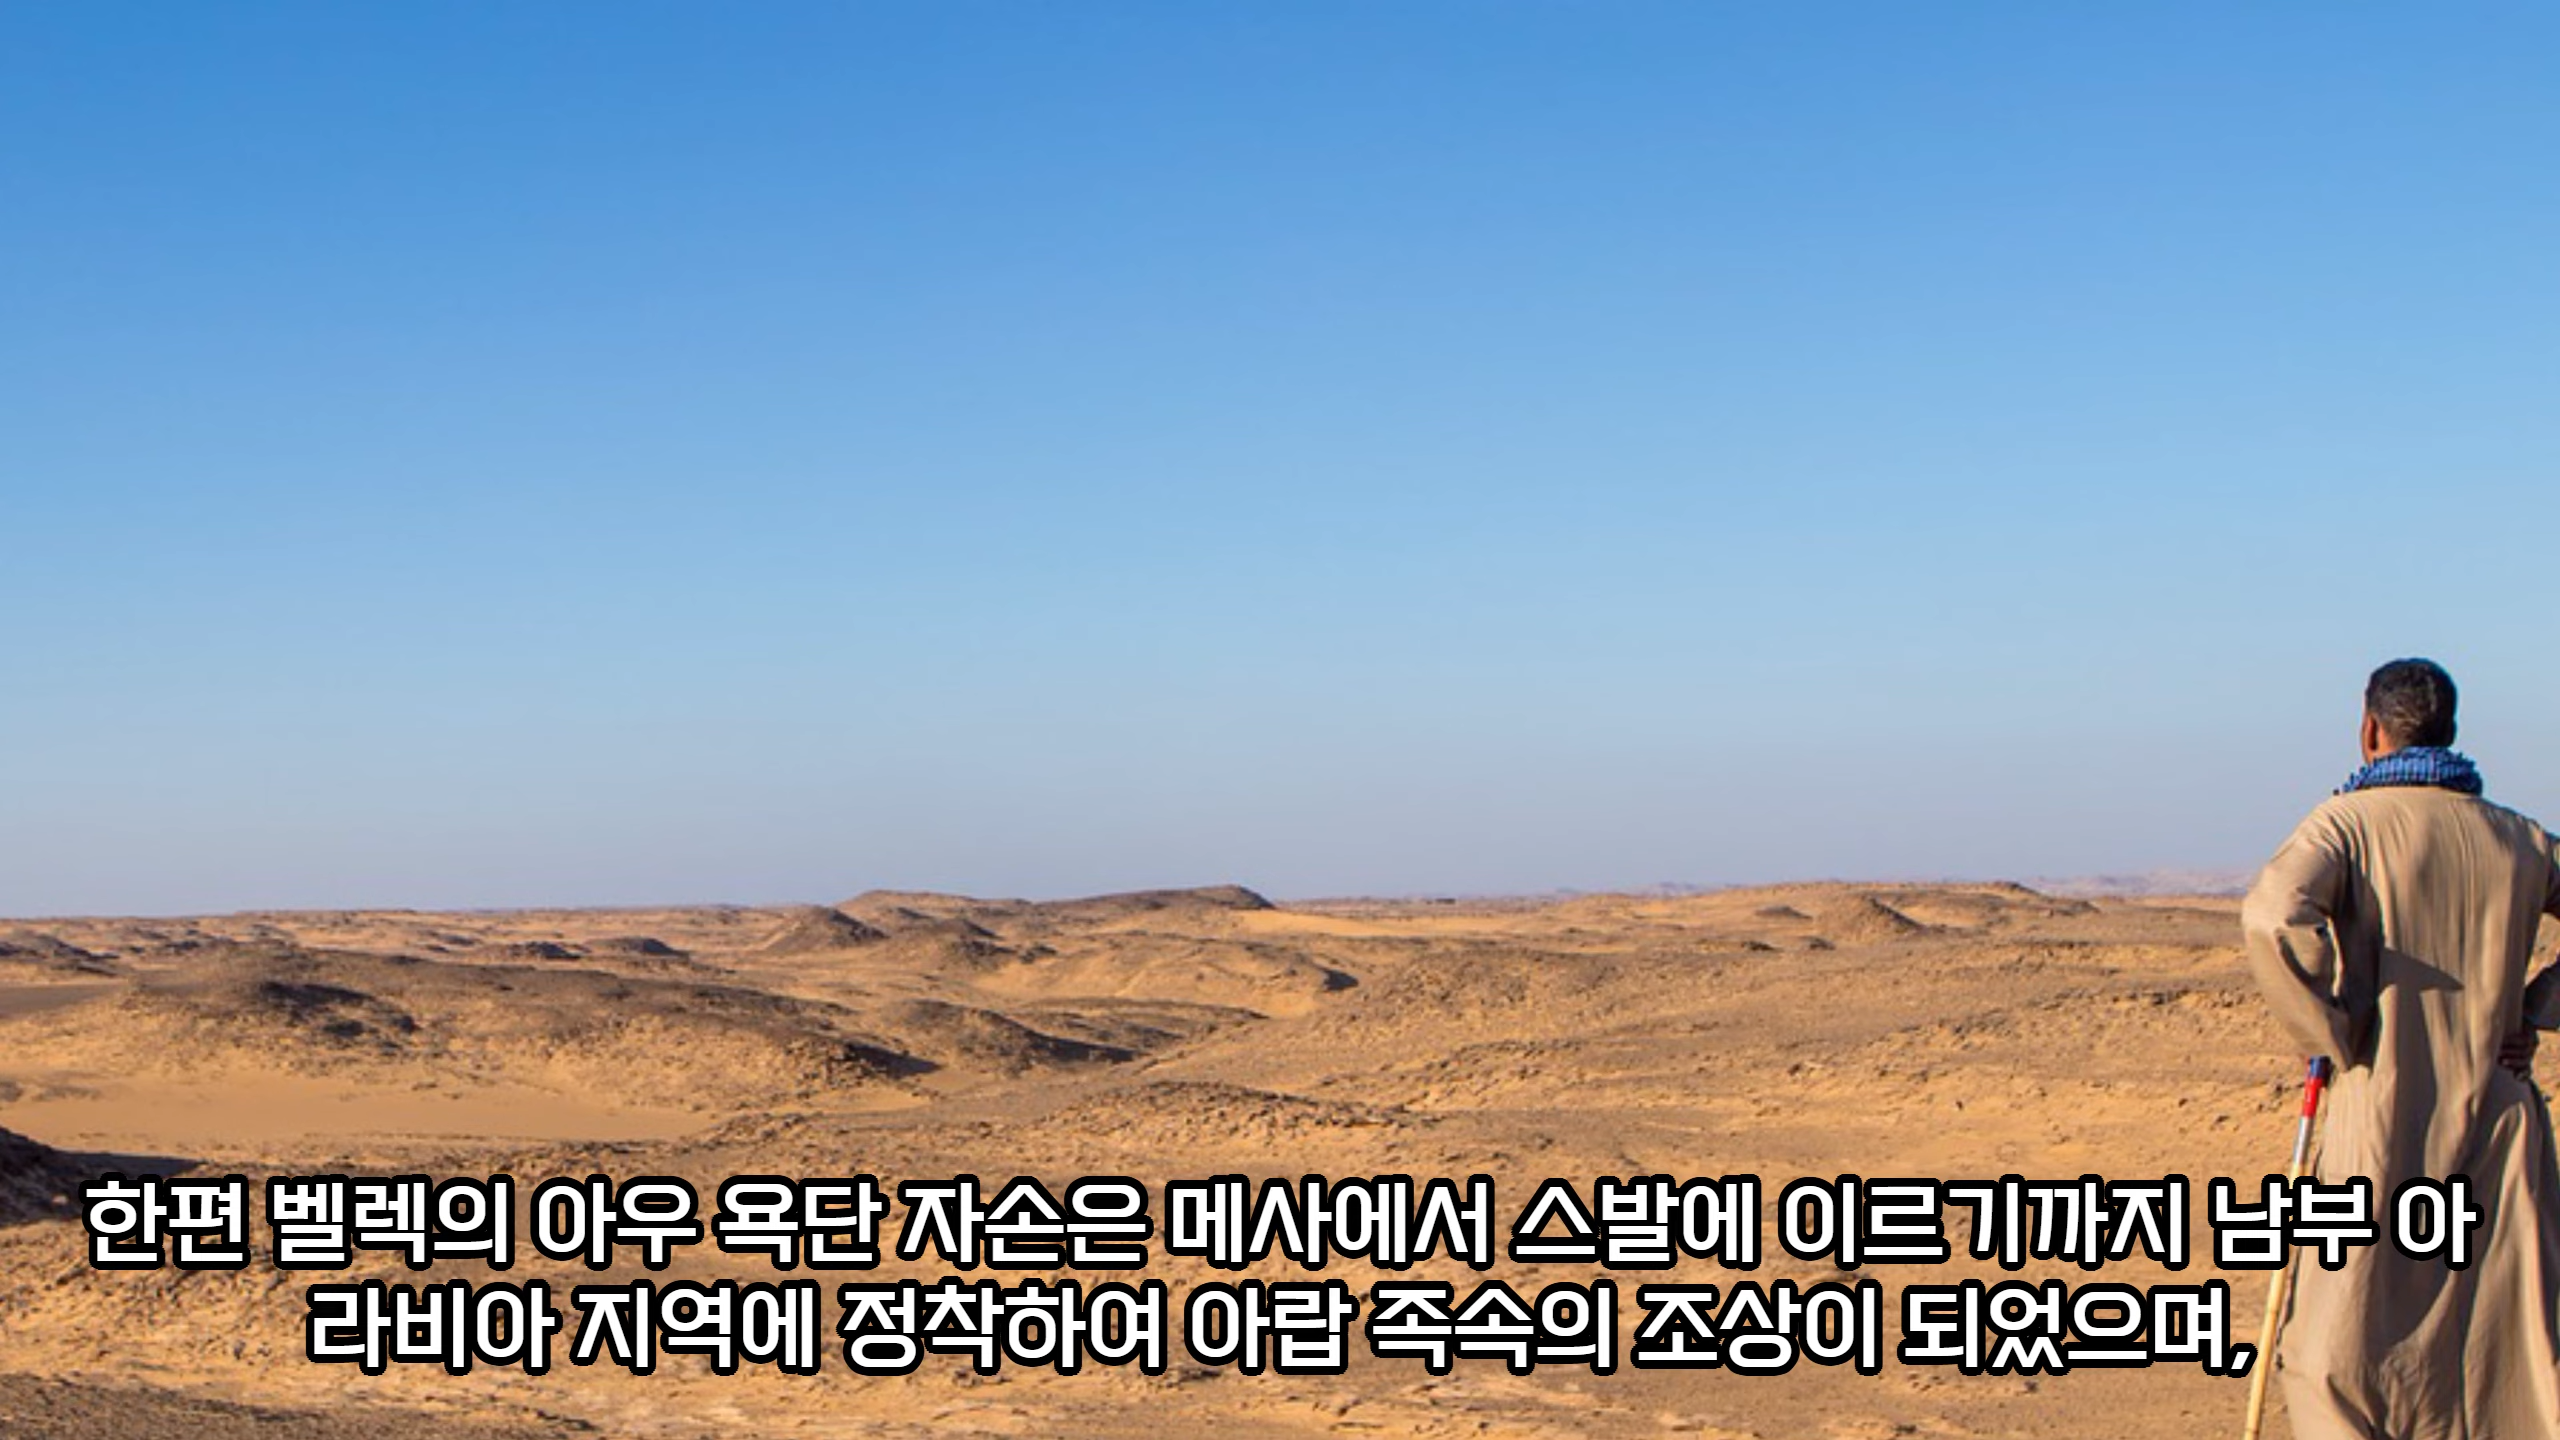 한편 벨렉의 아우 욕단 자손은 메사에서 스발에 이르기까지 남부 아
라비아 지역에 정착하여 아랍 족속의 조상이 되었으며,